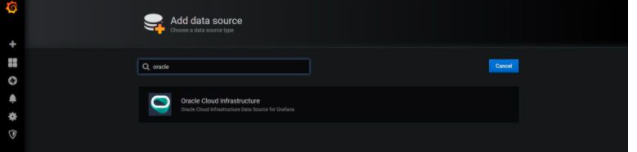 Add data source
Choose a data source type
oracle
Cancel
Oracle Cloud Infrastructure
Oracle Cloud Infrastructure Data Source for Grafana